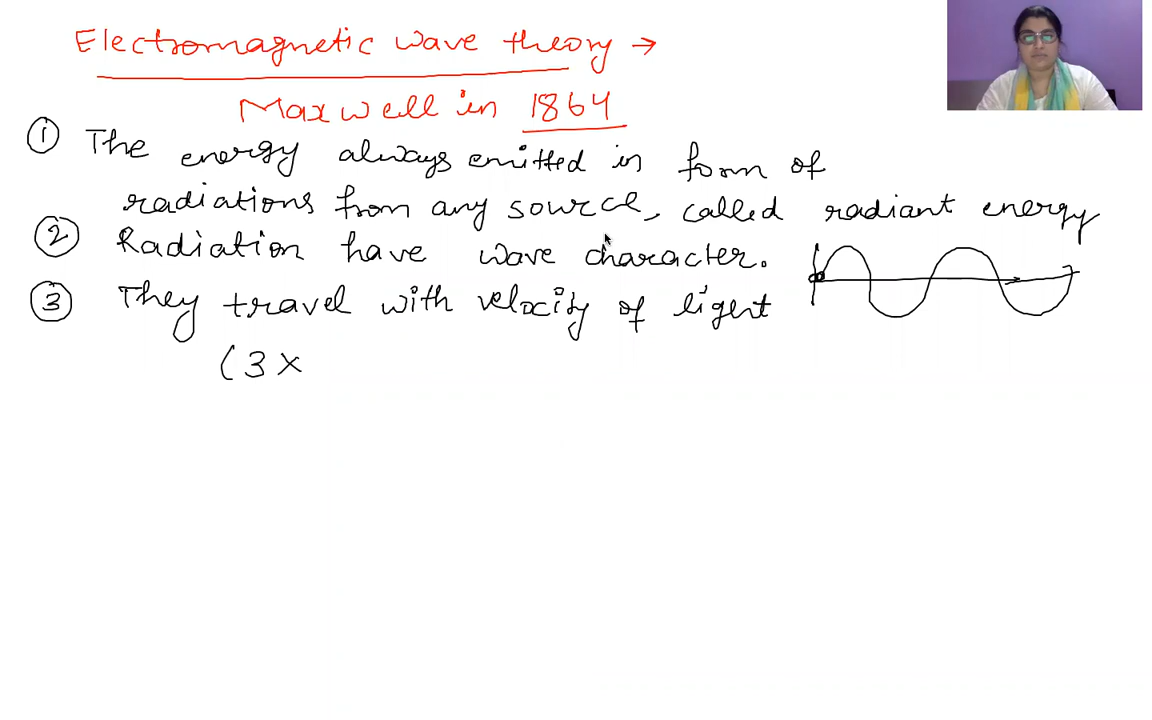 Electromagnetic wave theory →
Maxwell in 1864
① The energy always emitted in form of
radiations from any source, called radiant energy
② Radiation have wave character.
③ They travel with velocity of light
(3 ×